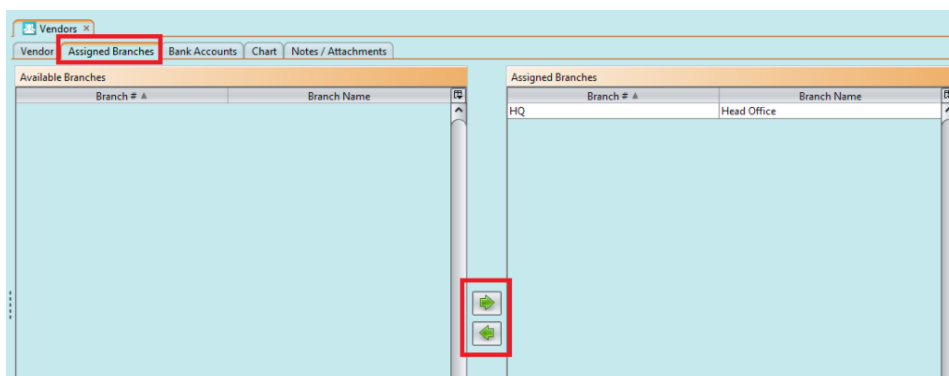 Vendors
Vendor Assigned Branches Bank Accounts Chart Notes / Attachments
Available Branches Assigned Branches
Branch # Branch Name Branch # Branch Name
HQ Head Office